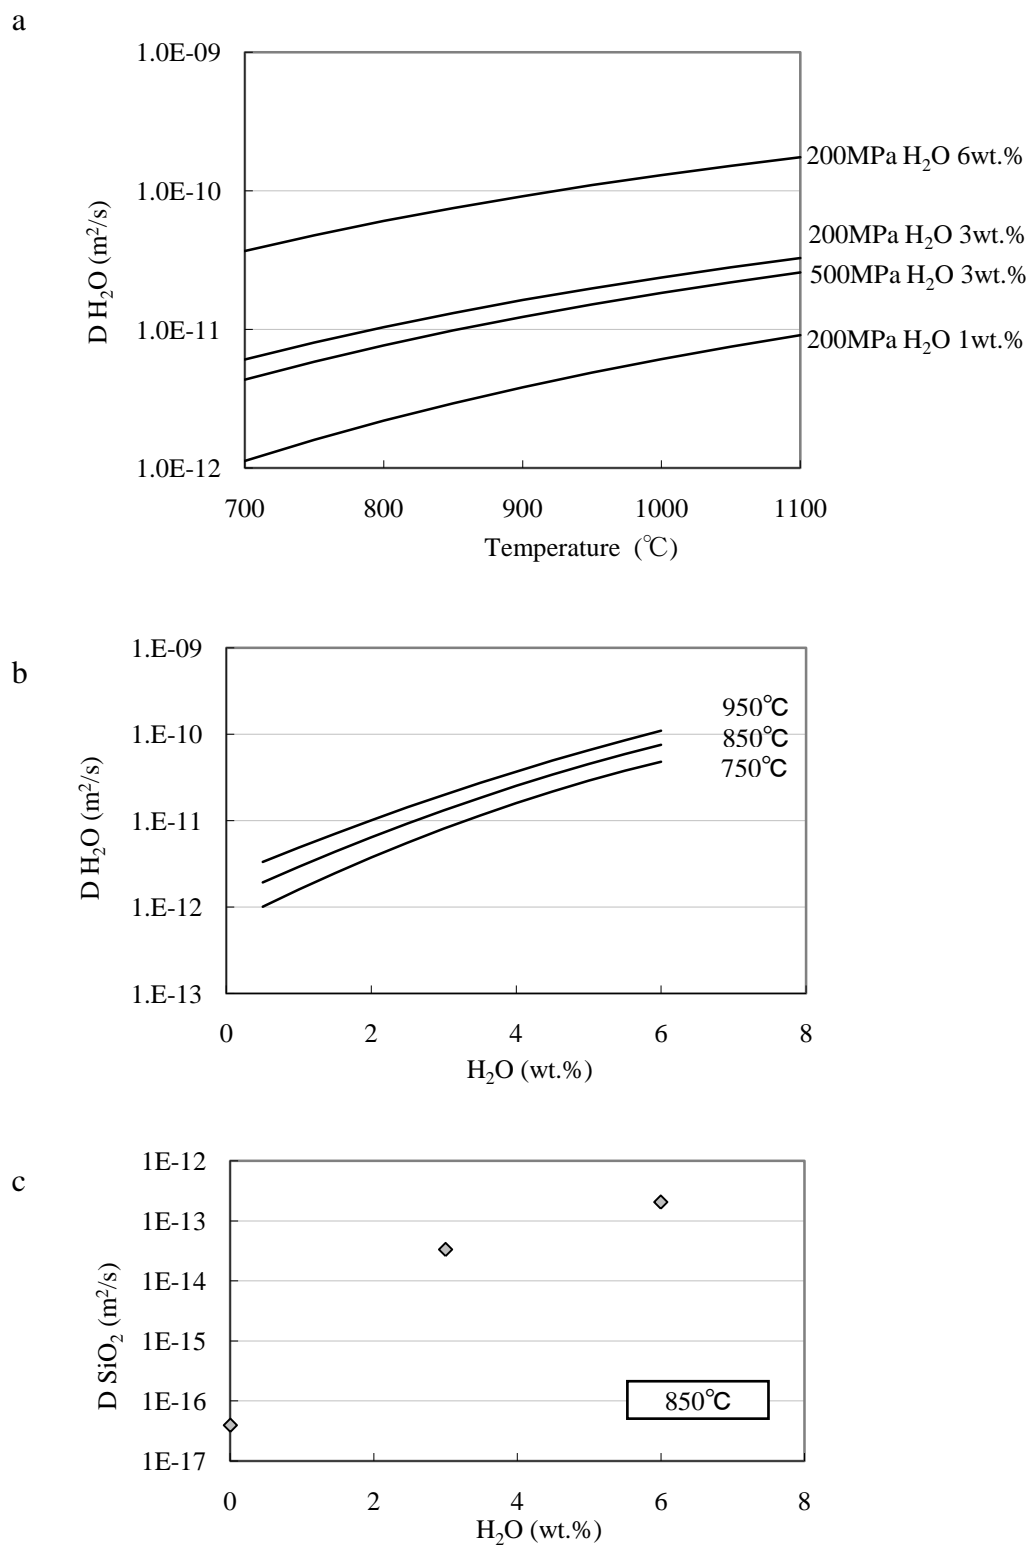 a
1.0E-09
1.0E-10
1.0E-11
1.0E-12
D H₂O (m²/s)
200MPa H₂O 6wt.%
200MPa H₂O 3wt.%
500MPa H₂O 3wt.%
200MPa H₂O 1wt.%
700 800 900 1000 1100
Temperature (℃)
b
1.E-09
1.E-10
1.E-11
1.E-12
1.E-13
D H₂O (m²/s)
950℃
850℃
750℃
0 2 4 6 8
H₂O (wt.%)
c
1E-12
1E-13
1E-14
1E-15
1E-16
1E-17
D SiO₂ (m²/s)
850℃
0 2 4 6 8
H₂O (wt.%)